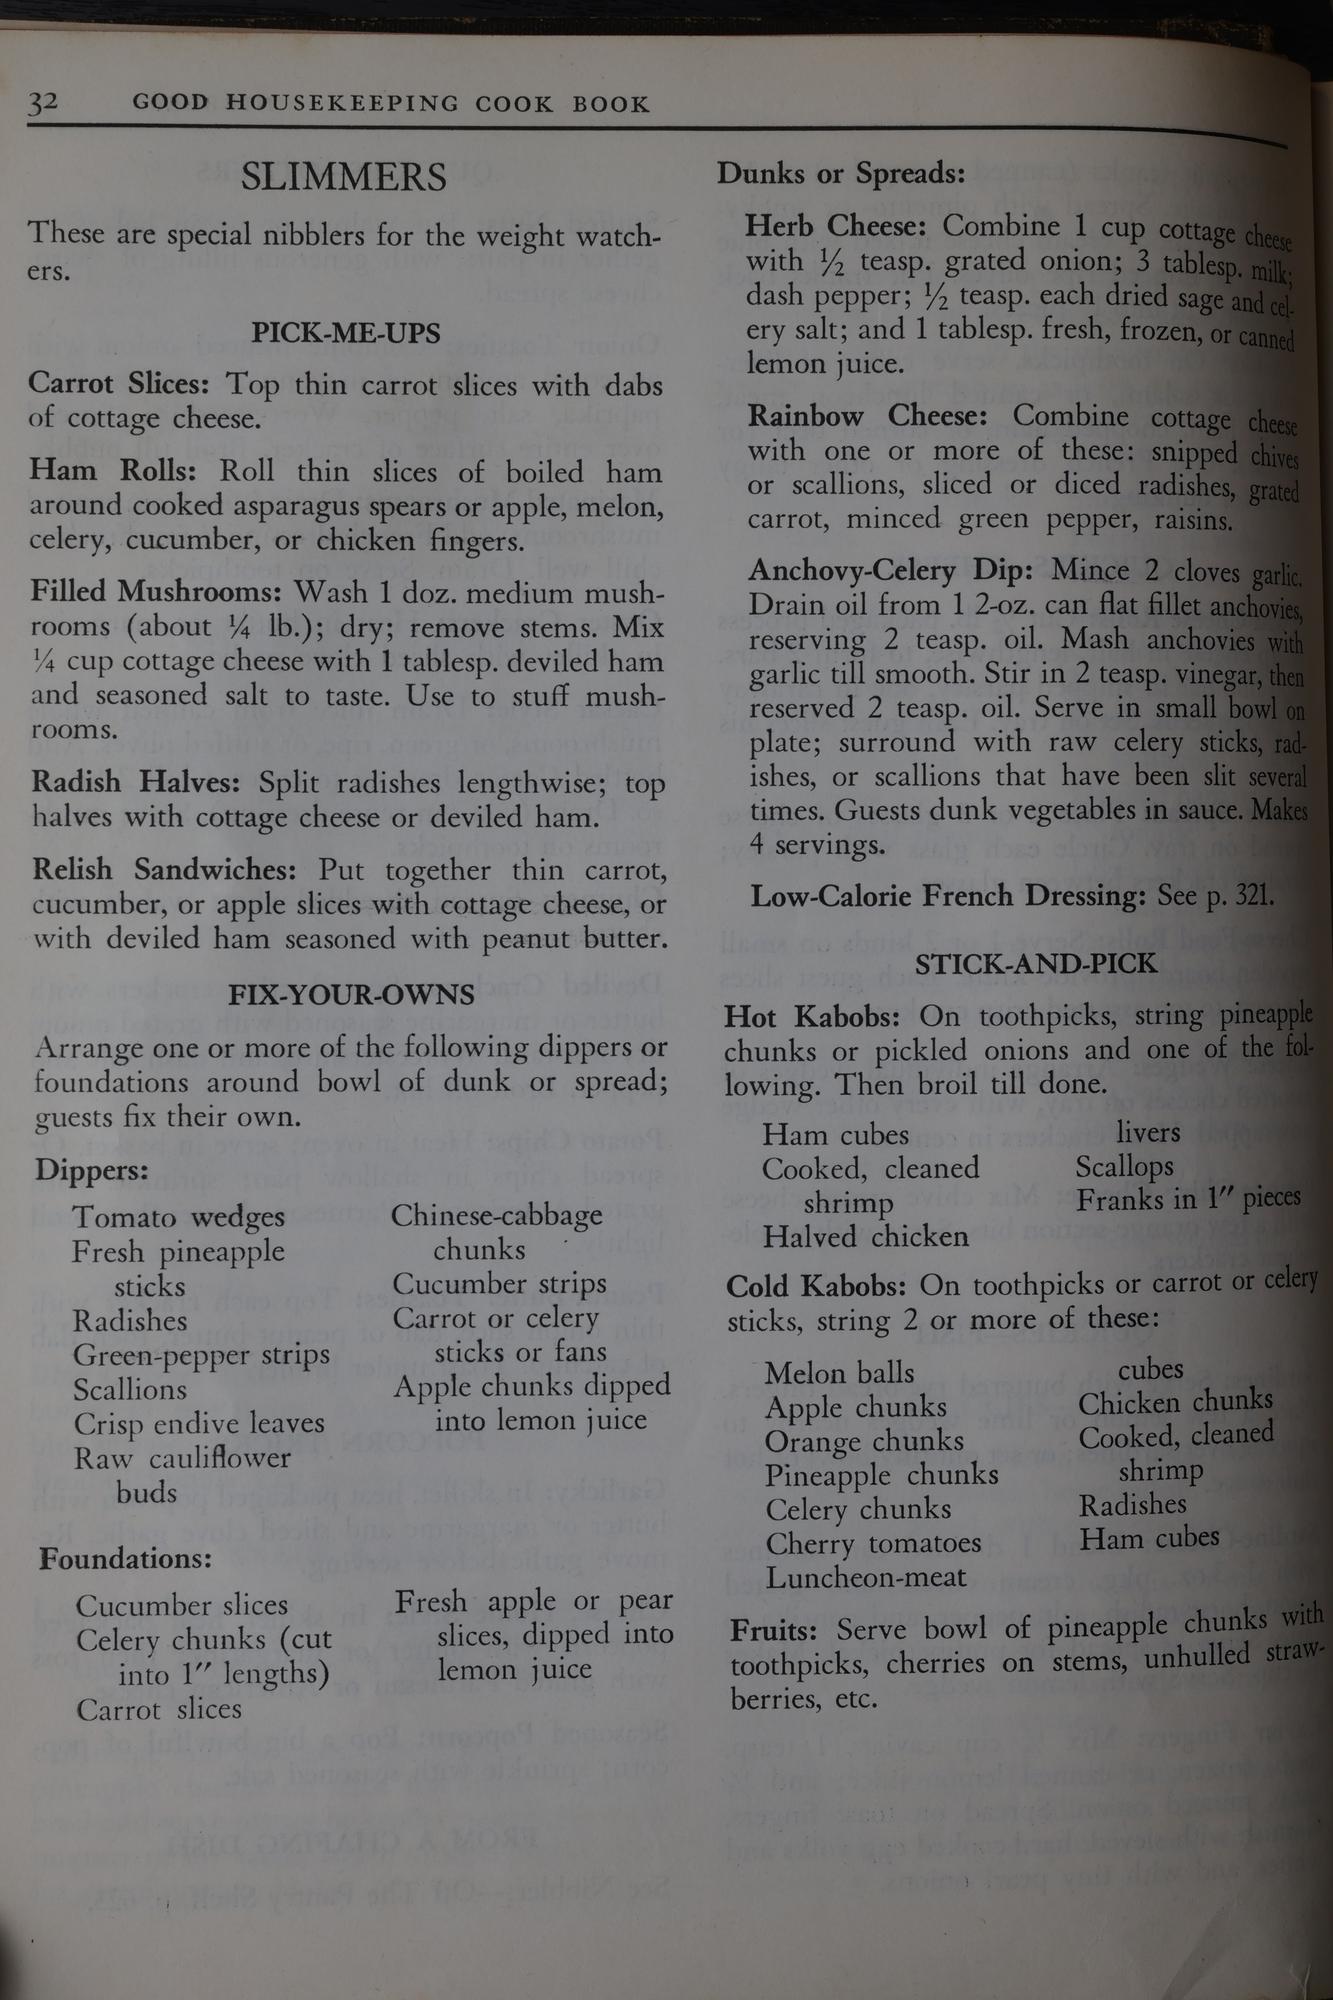 32 GOOD HOUSEKEEPING COOK BOOK
SLIMMERS
These are special nibblers for the weight watch-
ers.
PICK-ME-UPS
Carrot Slices: Top thin carrot slices with dabs
of cottage cheese.
Ham Rolls: Roll thin slices of boiled ham
around cooked asparagus spears or apple, melon,
celery, cucumber, or chicken fingers.
Filled Mushrooms: Wash 1 doz. medium mush-
rooms (about ¼ lb.); dry; remove stems. Mix
¼ cup cottage cheese with 1 tablesp. deviled ham
and seasoned salt to taste. Use to stuff mush-
rooms.
Radish Halves: Split radishes lengthwise; top
halves with cottage cheese or deviled ham.
Relish Sandwiches: Put together thin carrot,
cucumber, or apple slices with cottage cheese, or
with deviled ham seasoned with peanut butter.
FIX-YOUR-OWNS
Arrange one or more of the following dippers or
foundations around bowl of dunk or spread;
guests fix their own.
Dippers:
Tomato wedges
Fresh pineapple
sticks
Radishes
Green-pepper strips
Scallions
Crisp endive leaves
Raw cauliflower
buds
Chinese-cabbage
chunks
Cucumber strips
Carrot or celery
sticks or fans
Apple chunks dipped
into lemon juice
Foundations:
Cucumber slices
Celery chunks (cut
into 1″ lengths)
Carrot slices
Fresh apple or pear
slices, dipped into
lemon juice
Dunks or Spreads:
Herb Cheese: Combine 1 cup cottage cheese
with ½ teasp. grated onion; 3 tablesp. milk;
dash pepper; ½ teasp. each dried sage and cel-
ery salt; and 1 tablesp. fresh, frozen, or canned
lemon juice.
Rainbow Cheese: Combine cottage cheese
with one or more of these: snipped chives
or scallions, sliced or diced radishes, grated
carrot, minced green pepper, raisins.
Anchovy-Celery Dip: Mince 2 cloves garlic.
Drain oil from 1 2-oz. can flat fillet anchovies,
reserving 2 teasp. oil. Mash anchovies with
garlic till smooth. Stir in 2 teasp. vinegar, then
reserved 2 teasp. oil. Serve in small bowl on
plate; surround with raw celery sticks, rad-
ishes, or scallions that have been slit several
times. Guests dunk vegetables in sauce. Makes
4 servings.
Low-Calorie French Dressing: See p. 321.
STICK-AND-PICK
Hot Kabobs: On toothpicks, string pineapple
chunks or pickled onions and one of the fol-
lowing. Then broil till done.
Ham cubes
Cooked, cleaned
shrimp
Halved chicken
livers
Scallops
Franks in 1″ pieces
Cold Kabobs: On toothpicks or carrot or celery
sticks, string 2 or more of these:
Melon balls
Apple chunks
Orange chunks
Pineapple chunks
Celery chunks
Cherry tomatoes
Luncheon-meat
cubes
Chicken chunks
Cooked, cleaned
shrimp
Radishes
Ham cubes
Fruits: Serve bowl of pineapple chunks with
toothpicks, cherries on stems, unhulled straw-
berries, etc.